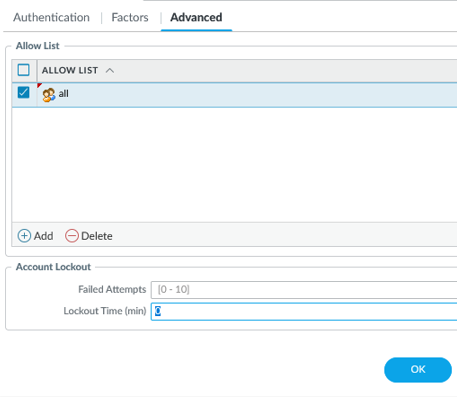 Authentication | Factors | Advanced
Allow List
ALLOW LIST
all
Add Delete
Account Lockout
Failed Attempts [0 - 10]
Lockout Time (min) 0
OK